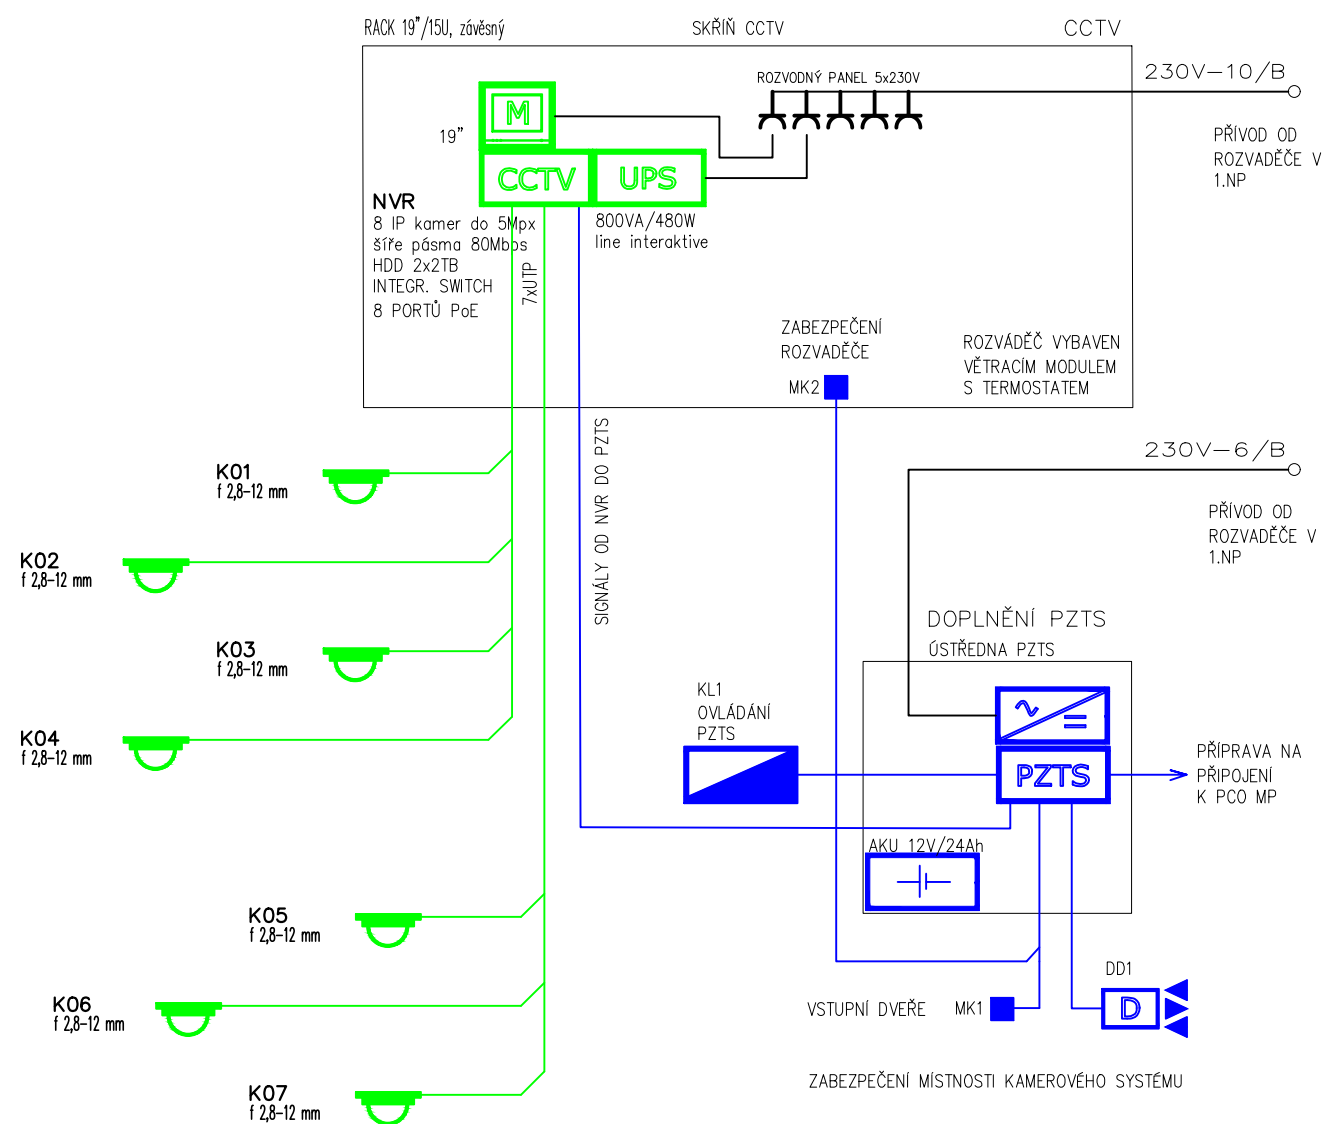 RACK 19"/15U, závěsný
SKŘÍŇ CCTV
CCTV
230V-10/B
PŘÍVOD OD
ROZVADĚČE V
1.NP
ROZVODNÝ PANEL 5x230V
M
19"
CCTV
UPS
NVR
8 IP kamer do 5Mpx
šíře pásma 80Mbps
HDD 2x2TB
INTEGR. SWITCH
8 PORTŮ PoE
800VA/480W
line interaktive
7xUTP
ZABEZPEČENÍ
ROZVADĚČE
MK2
ROZVÁDĚČ VYBAVEN
VĚTRACÍM MODULEM
S TERMOSTATEM
SIGNÁLY OD NVR DO PZTS
230V-6/B
PŘÍVOD OD
ROZVADĚČE V
1.NP
K01
f 2,8-12 mm
K02
f 2,8-12 mm
K03
f 2,8-12 mm
K04
f 2,8-12 mm
DOPLNĚNÍ PZTS
ÚSTŘEDNA PZTS
KL1
OVLÁDÁNÍ
PZTS
PZTS
PŘÍPRAVA NA
PŘIPOJENÍ
K PCO MP
AKU 12V/24Ah
K05
f 2,8-12 mm
K06
f 2,8-12 mm
K07
f 2,8-12 mm
DD1
D
VSTUPNÍ DVEŘE
MK1
ZABEZPEČENÍ MÍSTNOSTI KAMEROVÉHO SYSTÉMU